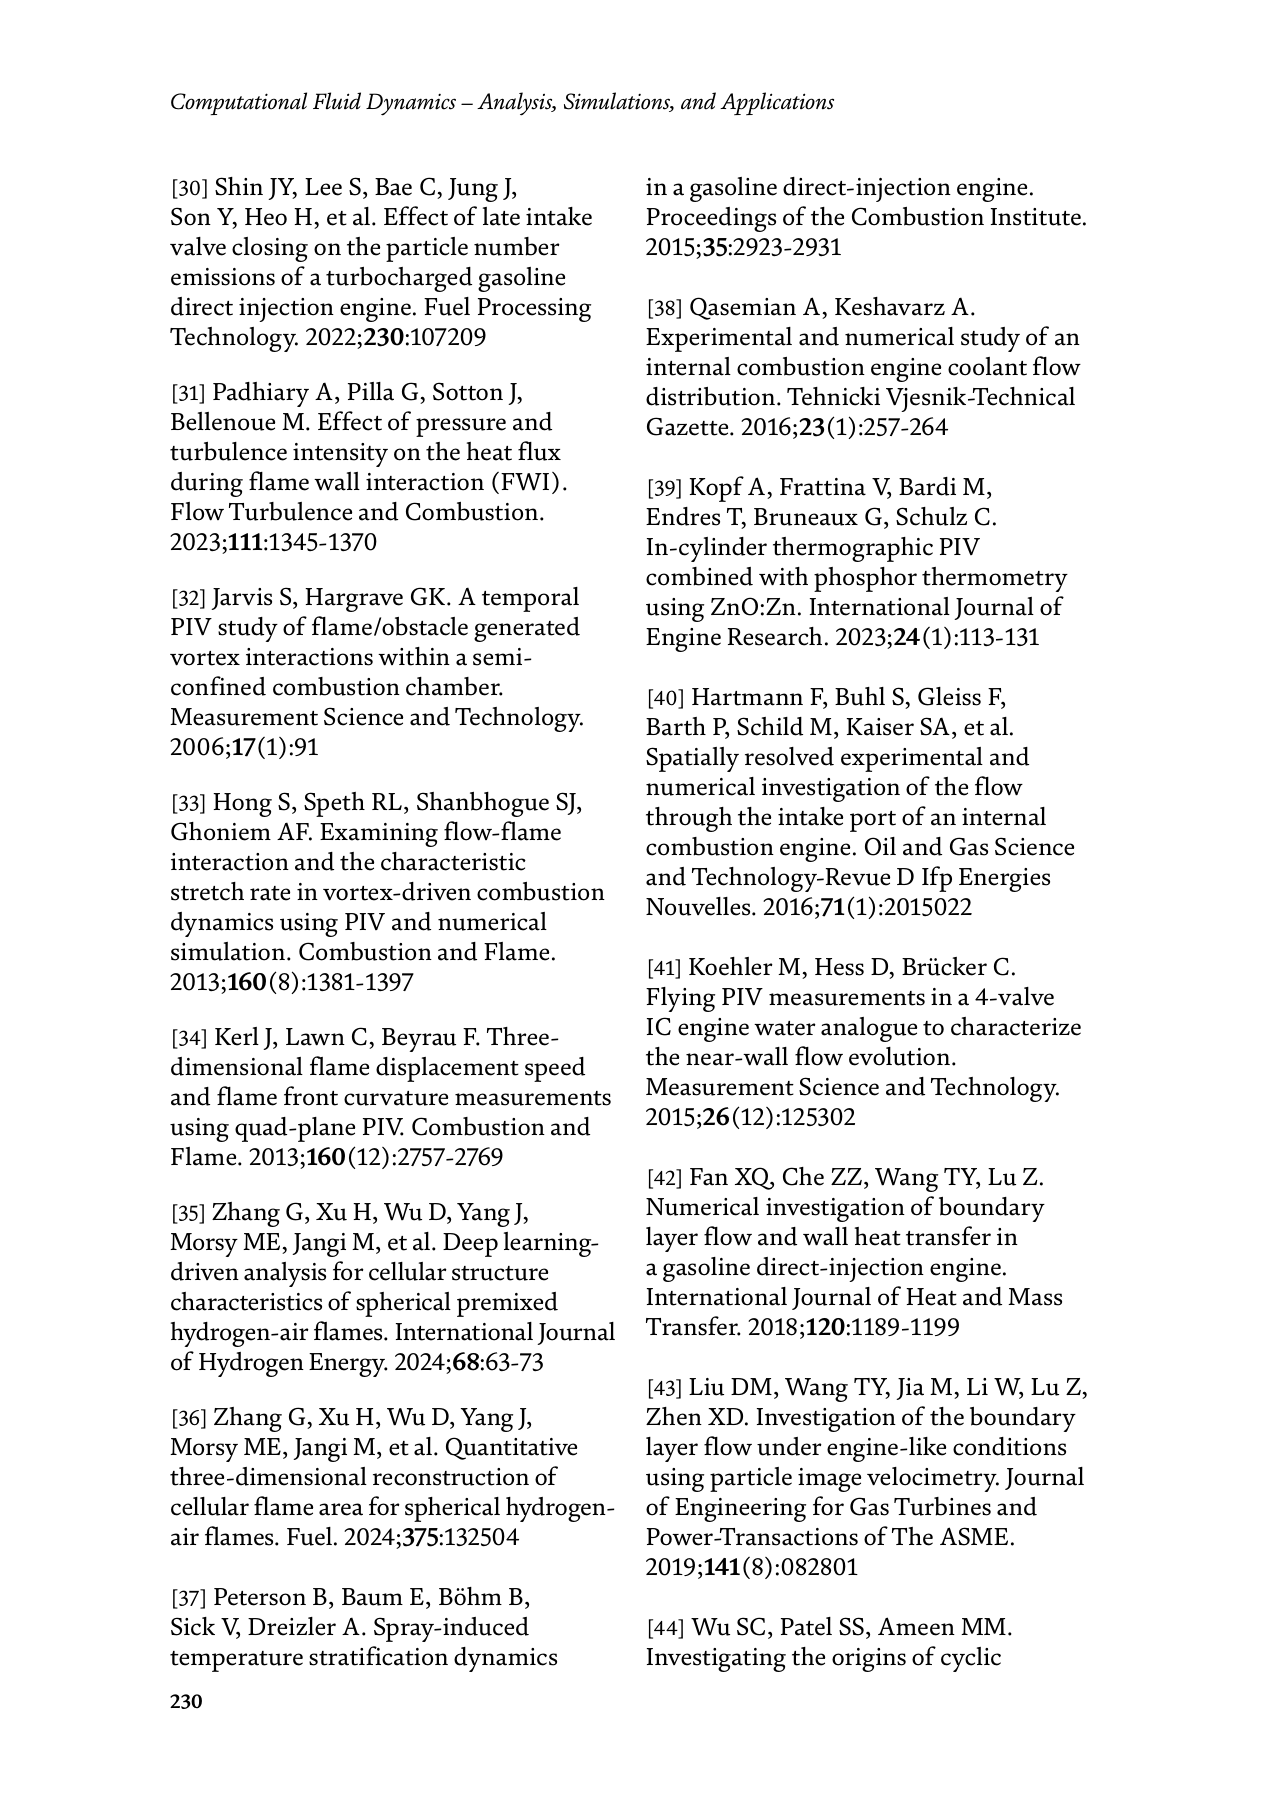 Computational Fluid Dynamics – Analysis, Simulations, and Applications
[30] Shin JY, Lee S, Bae C, Jung J,
Son Y, Heo H, et al. Effect of late intake
valve closing on the particle number
emissions of a turbocharged gasoline
direct injection engine. Fuel Processing
Technology. 2022;230:107209
[31] Padhiary A, Pilla G, Sotton J,
Bellenoue M. Effect of pressure and
turbulence intensity on the heat flux
during flame wall interaction (FWI).
Flow Turbulence and Combustion.
2023;111:1345-1370
[32] Jarvis S, Hargrave GK. A temporal
PIV study of flame/obstacle generated
vortex interactions within a semi-
confined combustion chamber.
Measurement Science and Technology.
2006;17(1):91
[33] Hong S, Speth RL, Shanbhogue SJ,
Ghoniem AF. Examining flow-flame
interaction and the characteristic
stretch rate in vortex-driven combustion
dynamics using PIV and numerical
simulation. Combustion and Flame.
2013;160(8):1381-1397
[34] Kerl J, Lawn C, Beyrau F. Three-
dimensional flame displacement speed
and flame front curvature measurements
using quad-plane PIV. Combustion and
Flame. 2013;160(12):2757-2769
[35] Zhang G, Xu H, Wu D, Yang J,
Morsy ME, Jangi M, et al. Deep learning-
driven analysis for cellular structure
characteristics of spherical premixed
hydrogen-air flames. International Journal
of Hydrogen Energy. 2024;68:63-73
[36] Zhang G, Xu H, Wu D, Yang J,
Morsy ME, Jangi M, et al. Quantitative
three-dimensional reconstruction of
cellular flame area for spherical hydrogen-
air flames. Fuel. 2024;375:132504
[37] Peterson B, Baum E, Böhm B,
Sick V, Dreizler A. Spray-induced
temperature stratification dynamics
in a gasoline direct-injection engine.
Proceedings of the Combustion Institute.
2015;35:2923-2931
[38] Qasemian A, Keshavarz A.
Experimental and numerical study of an
internal combustion engine coolant flow
distribution. Tehnicki Vjesnik-Technical
Gazette. 2016;23(1):257-264
[39] Kopf A, Frattina V, Bardi M,
Endres T, Bruneaux G, Schulz C.
In-cylinder thermographic PIV
combined with phosphor thermometry
using ZnO:Zn. International Journal of
Engine Research. 2023;24(1):113-131
[40] Hartmann F, Buhl S, Gleiss F,
Barth P, Schild M, Kaiser SA, et al.
Spatially resolved experimental and
numerical investigation of the flow
through the intake port of an internal
combustion engine. Oil and Gas Science
and Technology-Revue D Ifp Energies
Nouvelles. 2016;71(1):2015022
[41] Koehler M, Hess D, Brücker C.
Flying PIV measurements in a 4-valve
IC engine water analogue to characterize
the near-wall flow evolution.
Measurement Science and Technology.
2015;26(12):125302
[42] Fan XQ, Che ZZ, Wang TY, Lu Z.
Numerical investigation of boundary
layer flow and wall heat transfer in
a gasoline direct-injection engine.
International Journal of Heat and Mass
Transfer. 2018;120:1189-1199
[43] Liu DM, Wang TY, Jia M, Li W, Lu Z,
Zhen XD. Investigation of the boundary
layer flow under engine-like conditions
using particle image velocimetry. Journal
of Engineering for Gas Turbines and
Power-Transactions of The ASME.
2019;141(8):082801
[44] Wu SC, Patel SS, Ameen MM.
Investigating the origins of cyclic
230